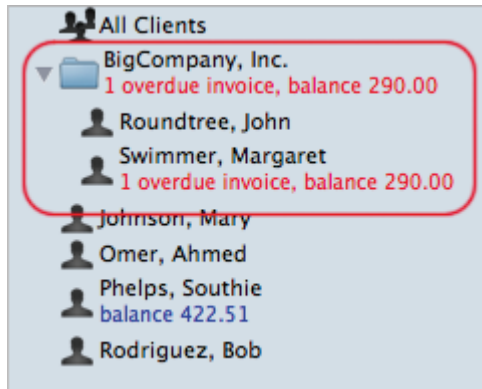 All Clients
BigCompany, Inc.
1 overdue invoice, balance 290.00
Roundtree, John
Swimmer, Margaret
1 overdue invoice, balance 290.00
Johnson, Mary
Omer, Ahmed
Phelps, Southie
balance 422.51
Rodriguez, Bob